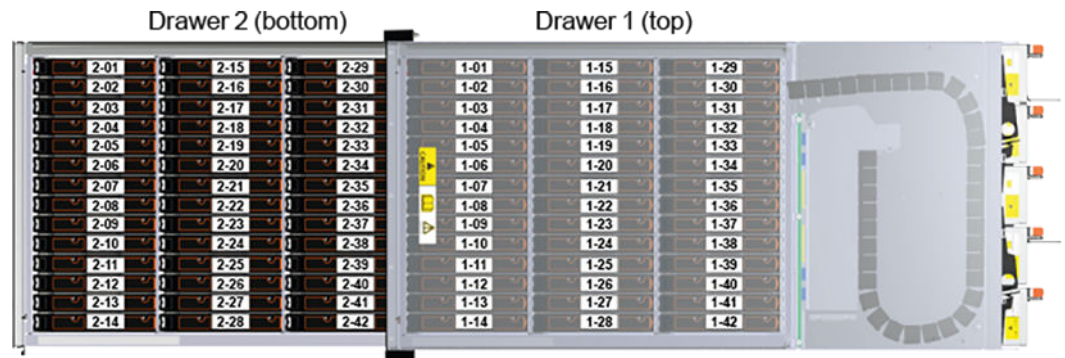 Drawer 2 (bottom) Drawer 1 (top)
2-01 2-15 2-29 1-01 1-15 1-29
2-02 2-16 2-30 1-02 1-16 1-30
2-03 2-17 2-31 1-03 1-17 1-31
2-04 2-18 2-32 1-04 1-18 1-32
2-05 2-19 2-33 1-05 1-19 1-33
2-06 2-20 2-34 1-06 1-20 1-34
2-07 2-21 2-35 1-07 1-21 1-35
2-08 2-22 2-36 1-08 1-22 1-36
2-09 2-23 2-37 1-09 1-23 1-37
2-10 2-24 2-38 1-10 1-24 1-38
2-11 2-25 2-39 1-11 1-25 1-39
2-12 2-26 2-40 1-12 1-26 1-40
2-13 2-27 2-41 1-13 1-27 1-41
2-14 2-28 2-42 1-14 1-28 1-42
CAUTION